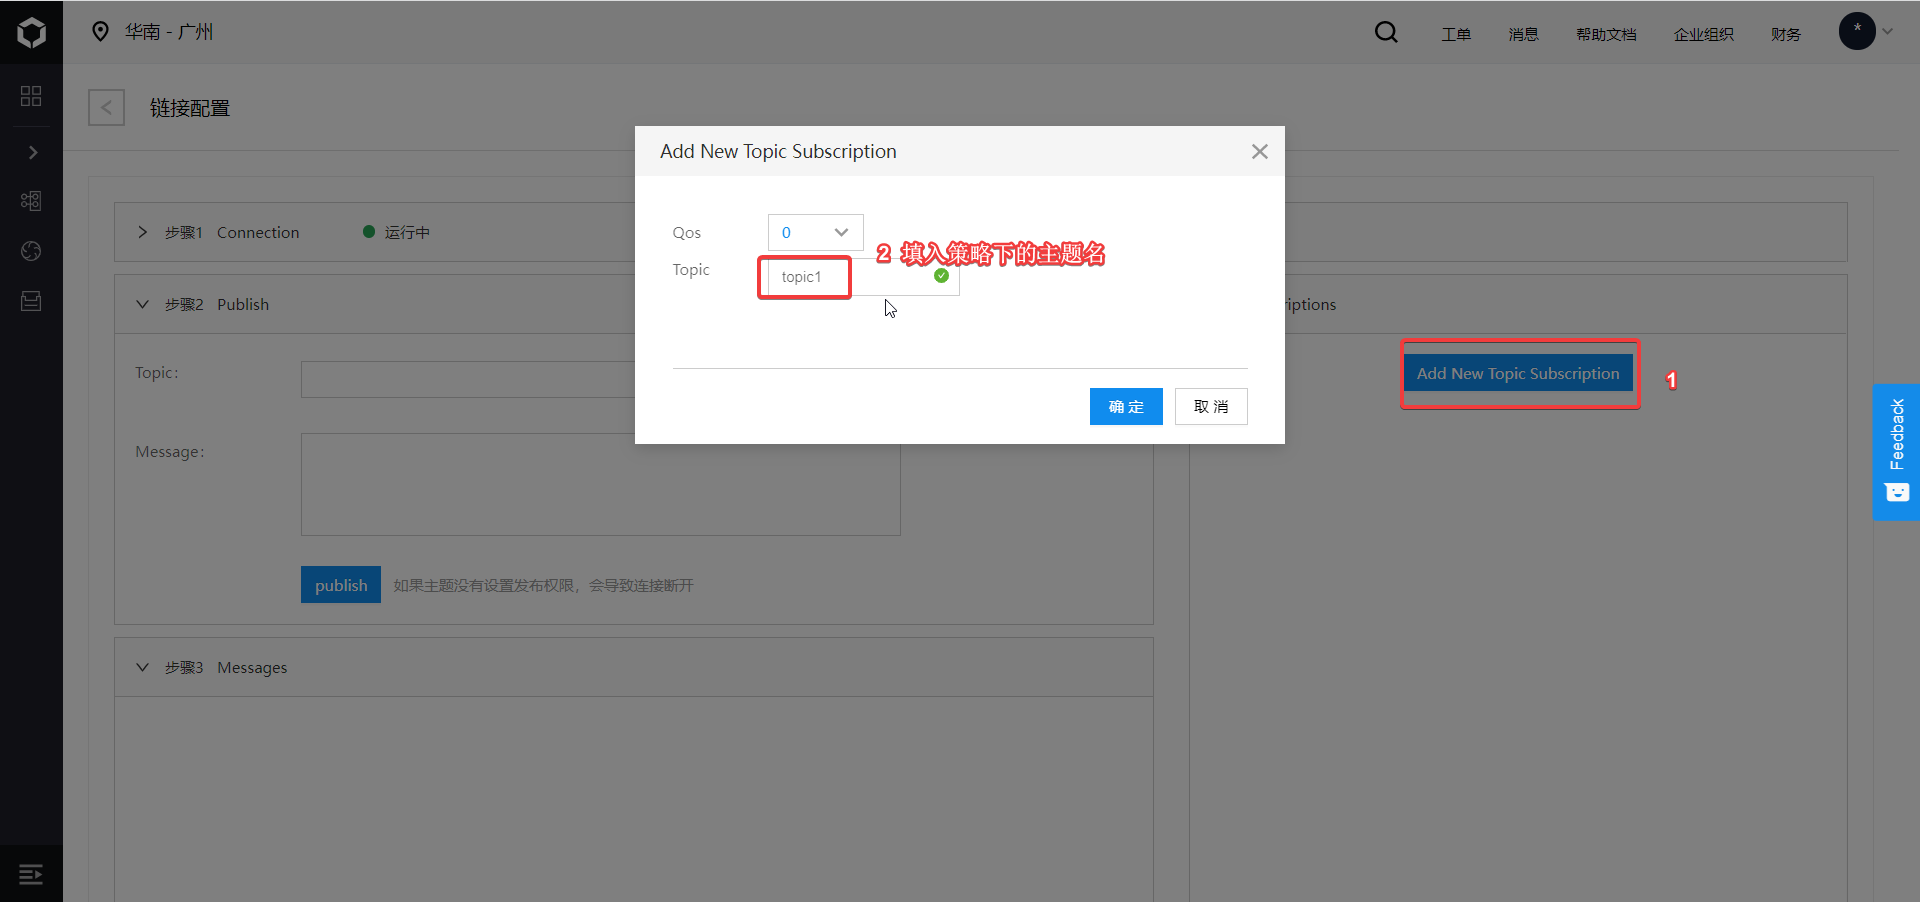 华南 - 广州
工单
消息
帮助文档
企业组织
财务
*
链接配置
Add New Topic Subscription
步骤1 Connection
运行中
Qos
0
2 填入策略下的主题名
Topic
topic1
步骤2 Publish
riptions
Topic:
Add New Topic Subscription
1
确 定
取 消
Message:
Feedback
publish
如果主题没有设置发布权限，会导致连接断开
步骤3 Messages